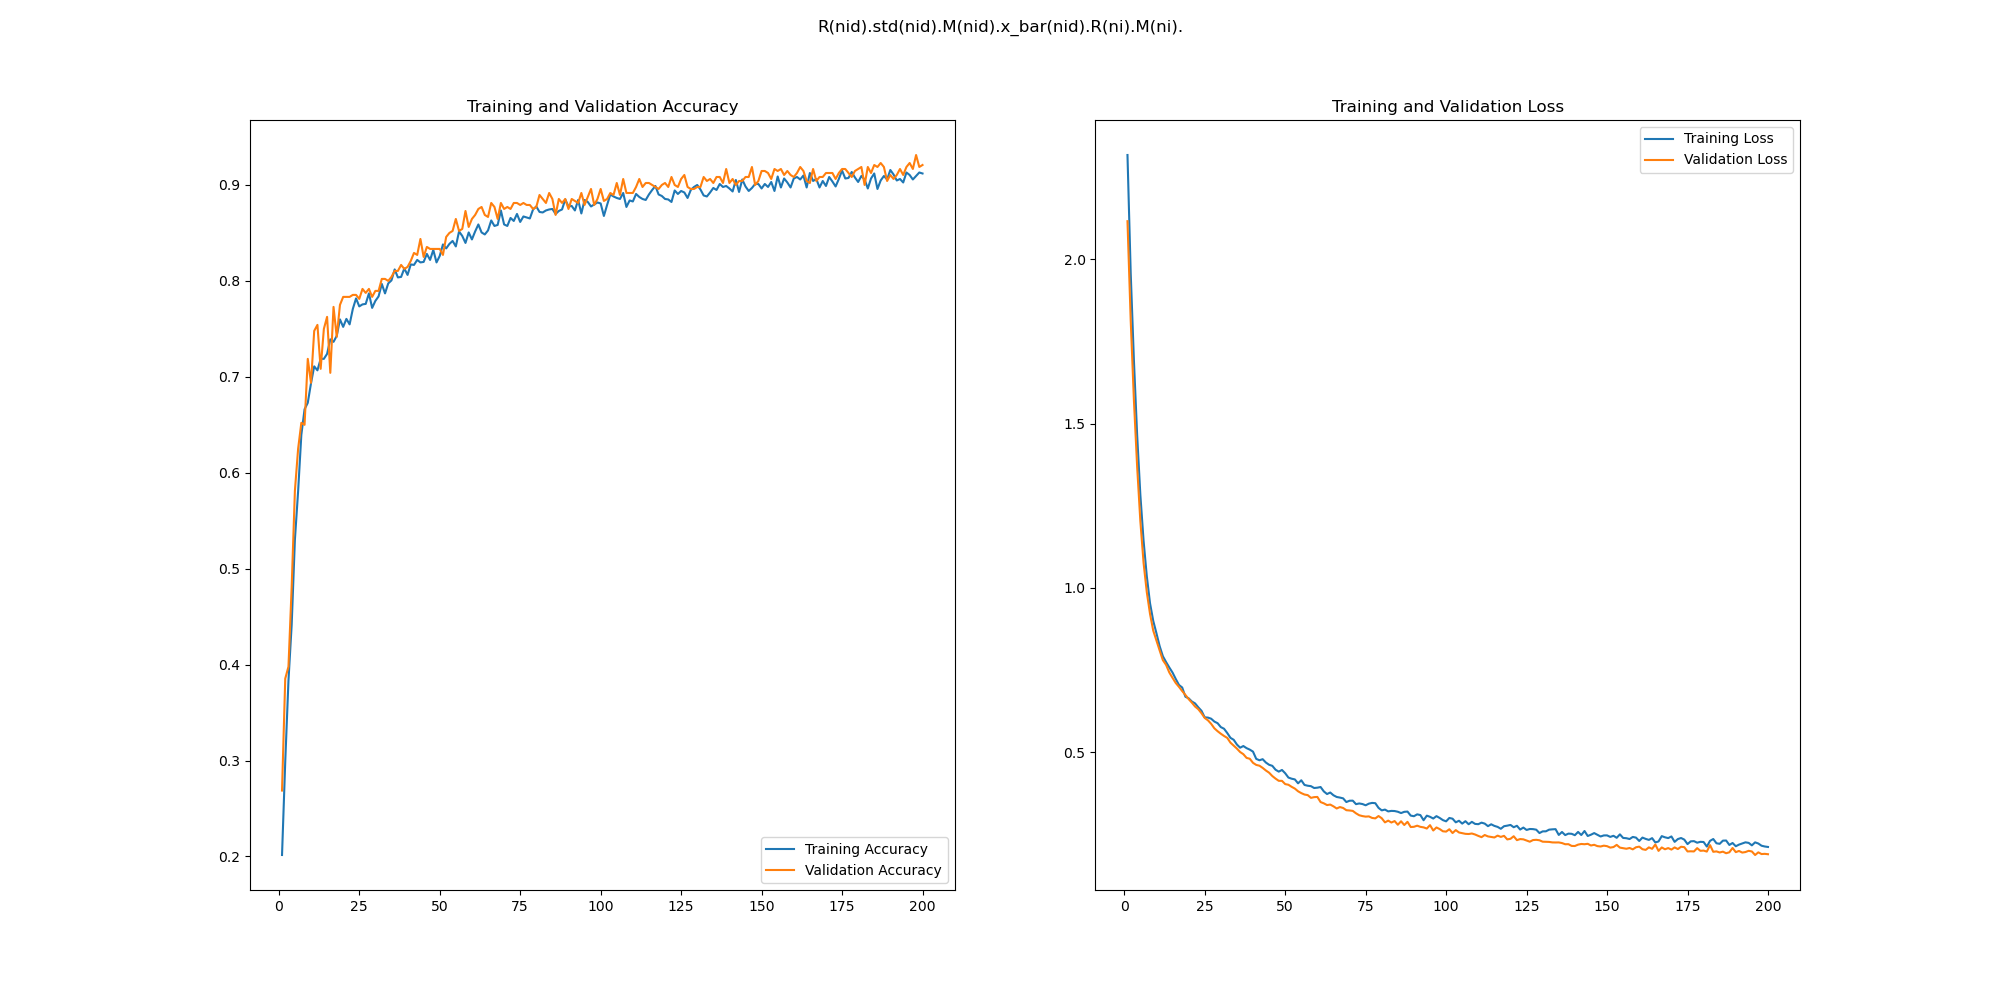 R(nid).std(nid).M(nid).x_bar(nid).R(ni).M(ni).
Training and Validation Accuracy
0.9
0.8
0.7
0.6
0.5
0.4
0.3
0.2
Training Accuracy
Validation Accuracy
0 25 50 75 100 125 150 175 200
Training and Validation Loss
Training Loss
Validation Loss
2.0
1.5
1.0
0.5
0 25 50 75 100 125 150 175 200